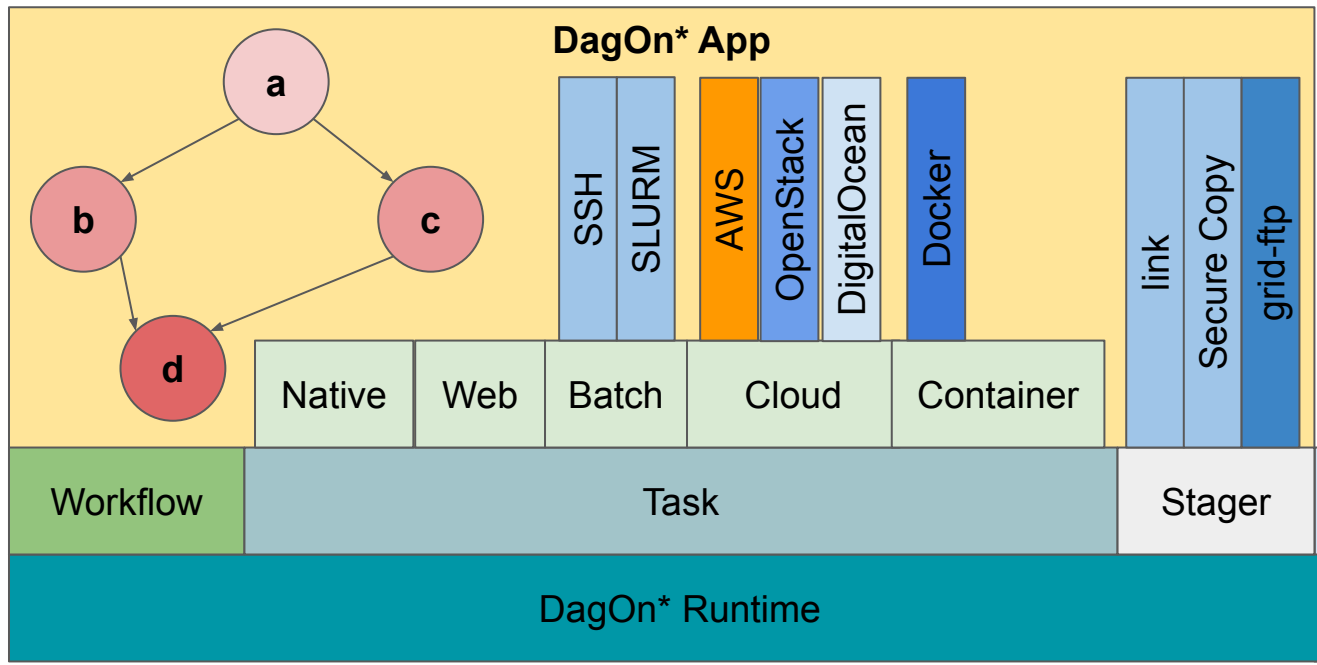 DagOn* App
a
b
c
d
SSH
SLURM
AWS
OpenStack
DigitalOcean
Docker
link
Secure Copy
grid-ftp
Native
Web
Batch
Cloud
Container
Workflow
Task
Stager
DagOn* Runtime